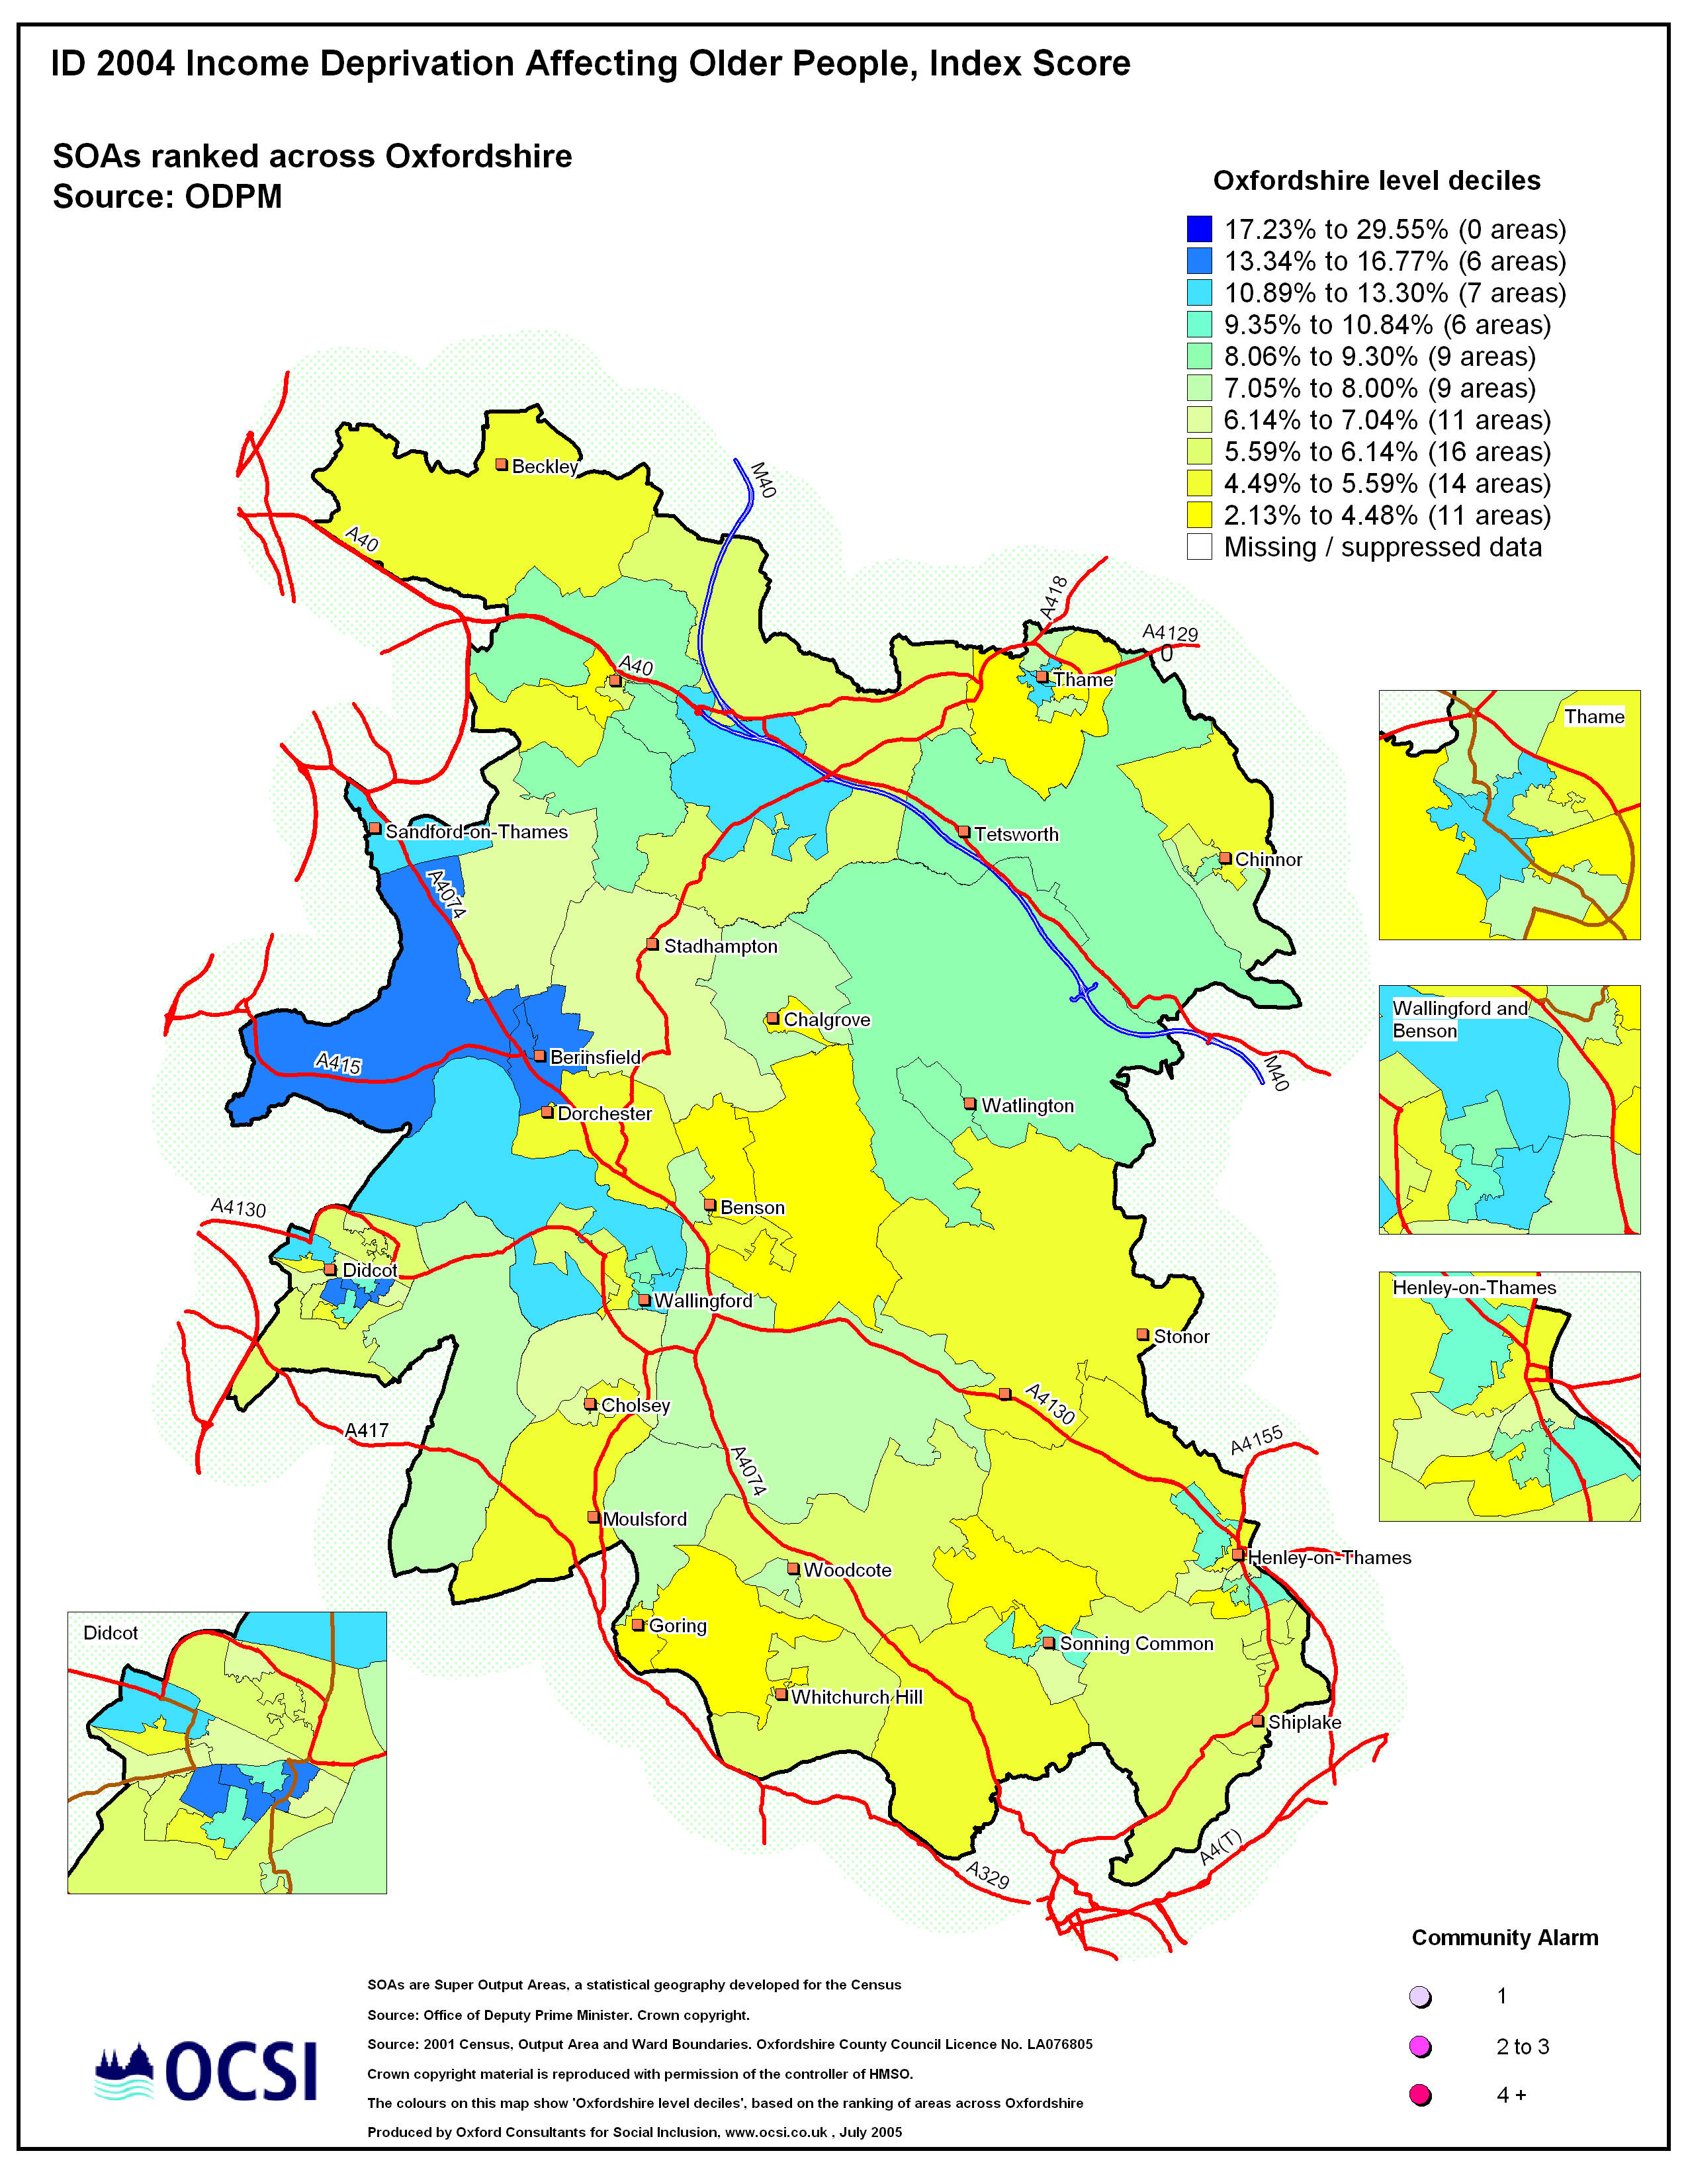 ID 2004 Income Deprivation Affecting Older People, Index Score
SOAs ranked across Oxfordshire
Source: ODPM
Oxfordshire level deciles
17.23% to 29.55% (0 areas)
13.34% to 16.77% (6 areas)
10.89% to 13.30% (7 areas)
9.35% to 10.84% (6 areas)
8.06% to 9.30% (9 areas)
7.05% to 8.00% (9 areas)
6.14% to 7.04% (11 areas)
5.59% to 6.14% (16 areas)
4.49% to 5.59% (14 areas)
2.13% to 4.48% (11 areas)
Missing / suppressed data
Beckley
M40
A40
A418
A4129
0
A40
Thame
Thame
Sandford-on-Thames
Tetsworth
Chinnor
A4074
Stadhampton
Chalgrove
Wallingford and
Benson
Berinsfield
A415
M40
Watlington
Dorchester
A4130
Benson
Didcot
Wallingford
Henley-on-Thames
Stonor
A4130
Cholsey
A417
A4155
A4074
Moulsford
Henley-on-Thames
Woodcote
Goring
Didcot
Sonning Common
Whitchurch Hill
Shiplake
A4(T)
A329
Community Alarm
1
2 to 3
4 +
SOAs are Super Output Areas, a statistical geography developed for the Census
Source: Office of Deputy Prime Minister. Crown copyright.
Source: 2001 Census, Output Area and Ward Boundaries. Oxfordshire County Council Licence No. LA076805
Crown copyright material is reproduced with permission of the controller of HMSO.
The colours on this map show 'Oxfordshire level deciles', based on the ranking of areas across Oxfordshire
Produced by Oxford Consultants for Social Inclusion, www.ocsi.co.uk , July 2005
OCSI